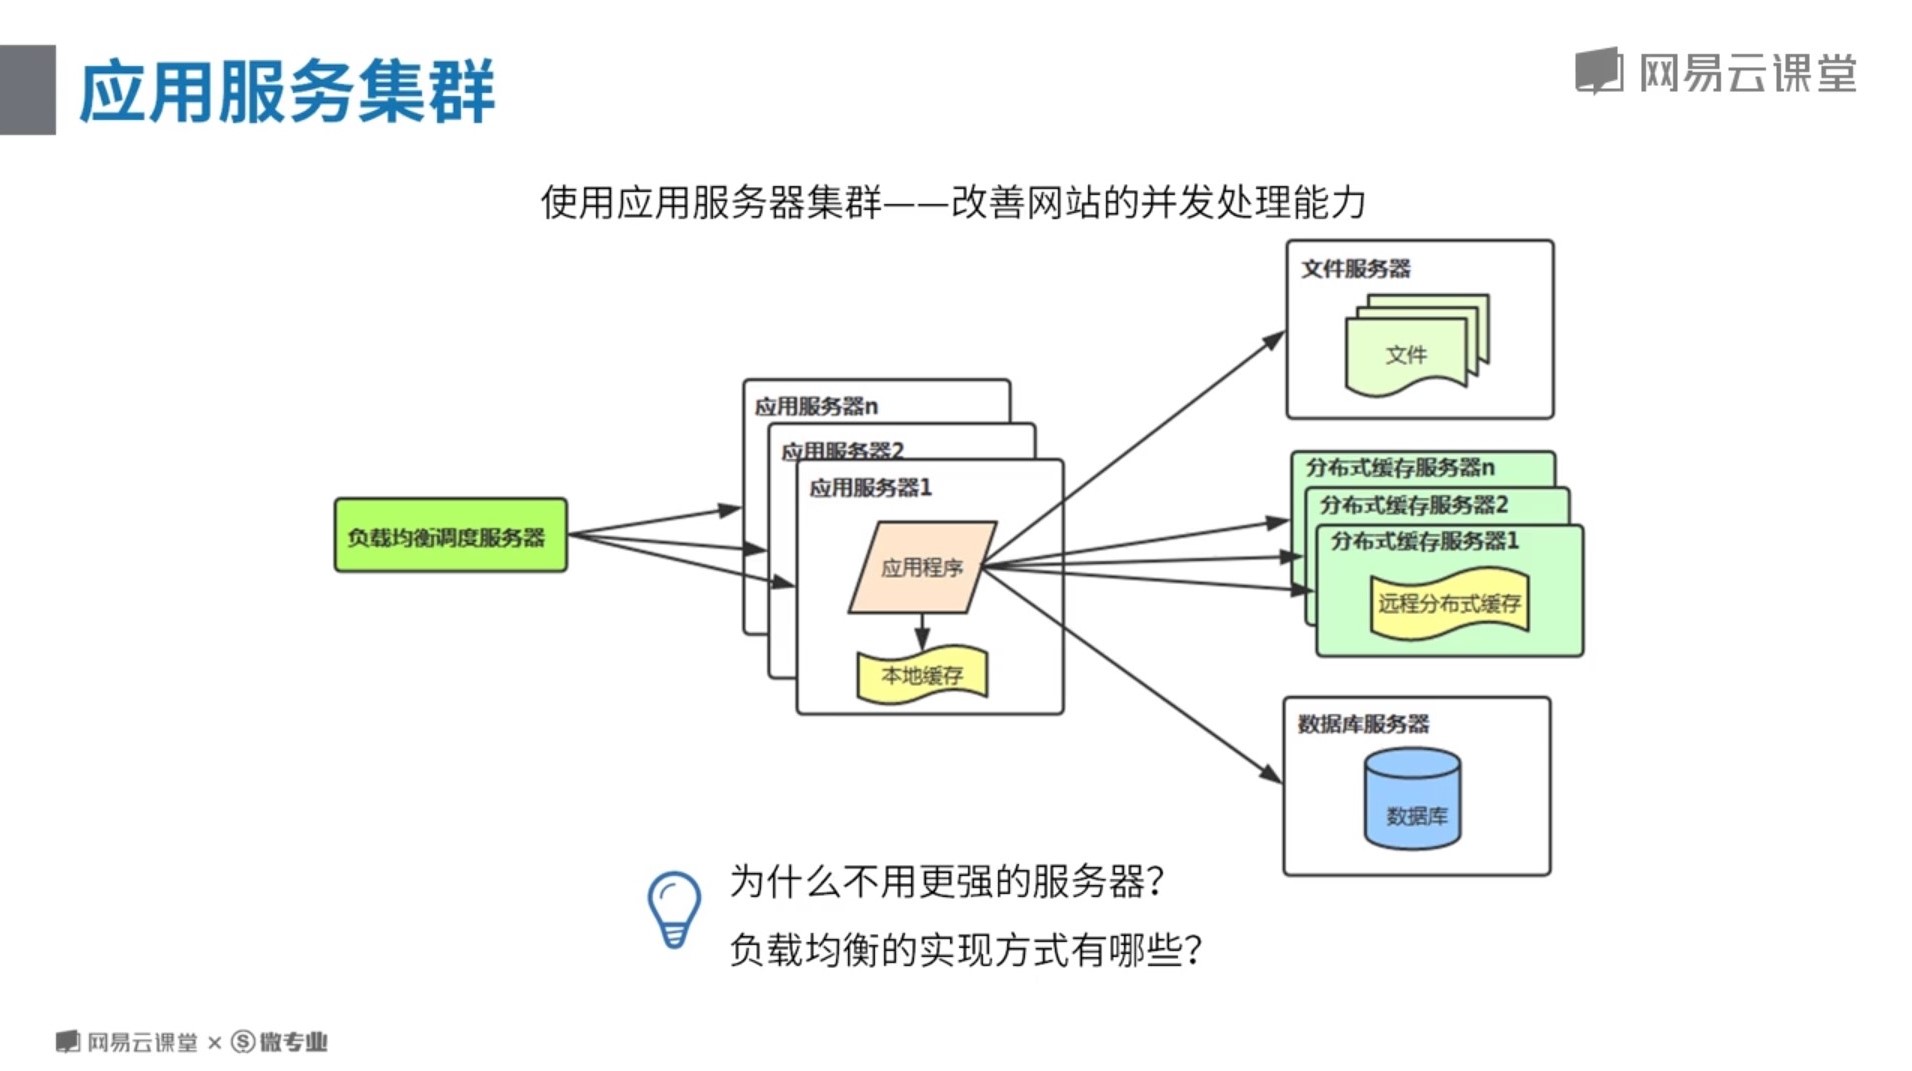 应用服务集群
网易云课堂
使用应用服务器集群——改善网站的并发处理能力
文件服务器
文件
应用服务器n
应用服务器2
应用服务器1
应用程序
本地缓存
负载均衡调度服务器
分布式缓存服务器n
分布式缓存服务器2
分布式缓存服务器1
远程分布式缓存
数据库服务器
数据库
为什么不用更强的服务器？
负载均衡的实现方式有哪些？
网易云课堂 × Ⓢ微专业